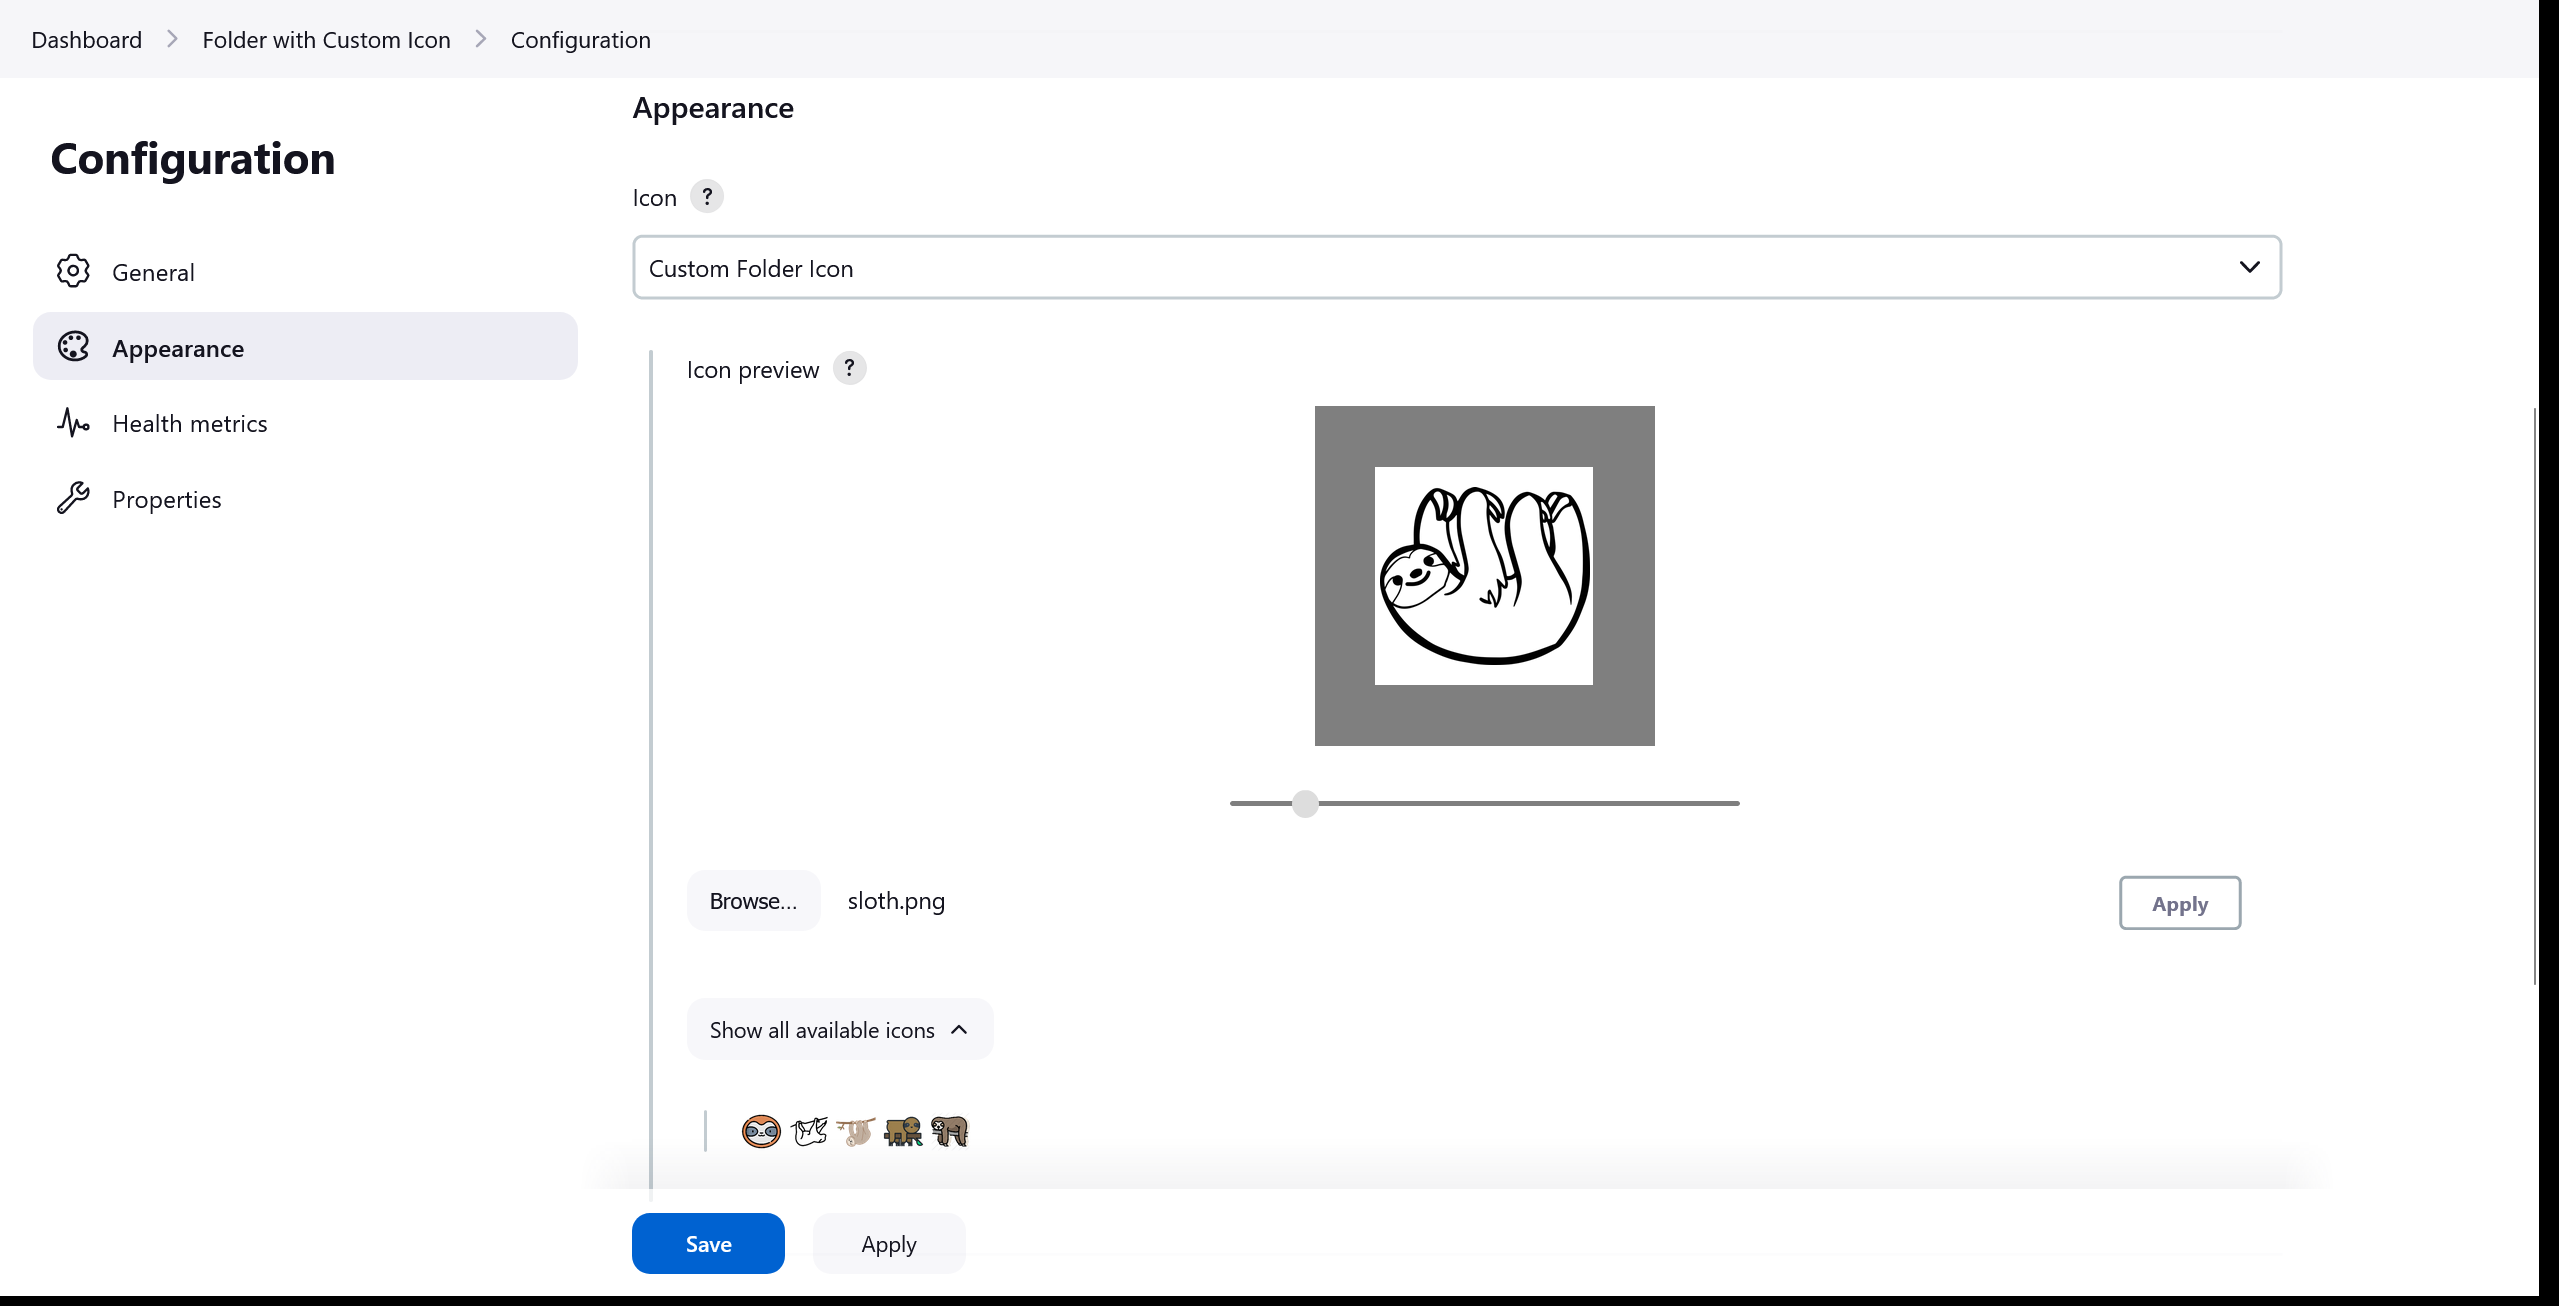 Dashboard > Folder with Custom Icon > Configuration
Configuration
General
Appearance
Health metrics
Properties
Appearance
Icon ?
Custom Folder Icon
Icon preview ?
Browse... sloth.png
Apply
Show all available icons
Save
Apply